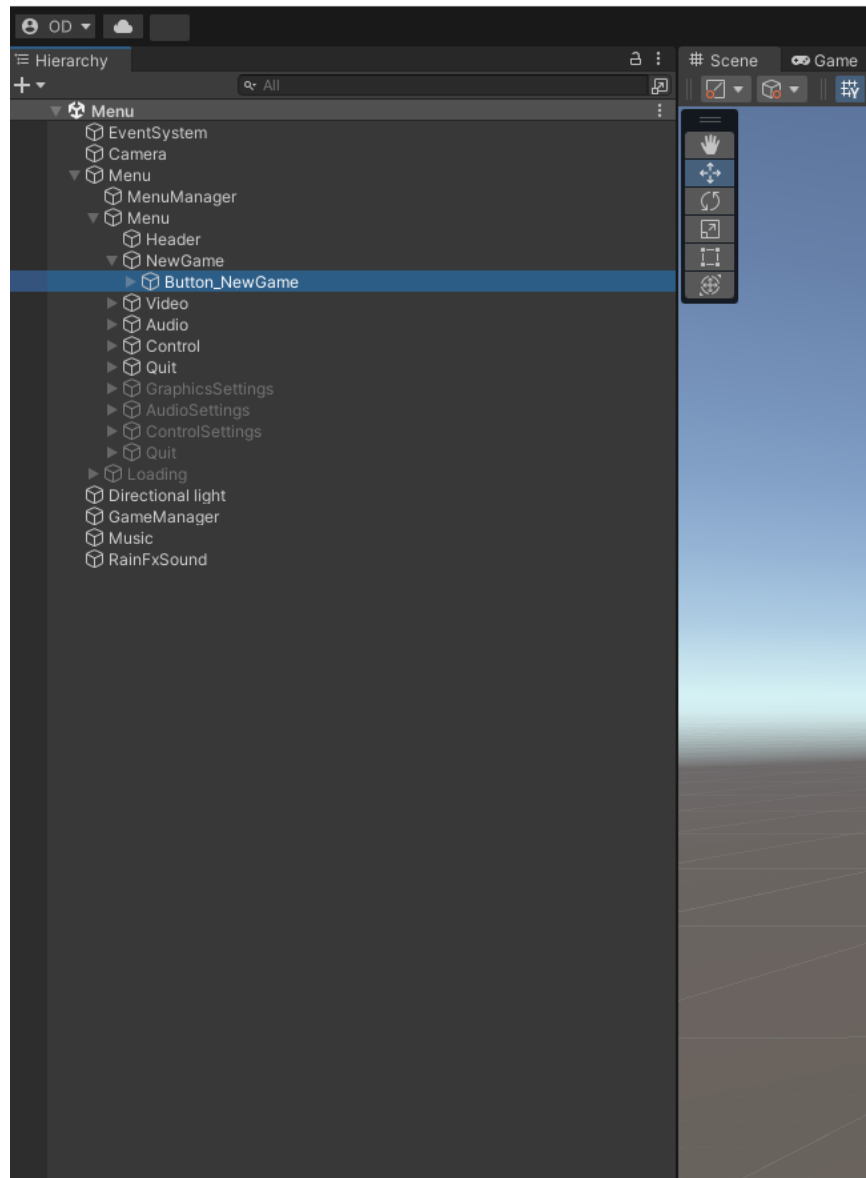 OD
Hierarchy
# Scene
Game
All
Menu
EventSystem
Camera
Menu
MenuManager
Menu
Header
NewGame
Button_NewGame
Video
Audio
Control
Quit
GraphicsSettings
AudioSettings
ControlSettings
Quit
Loading
Directional light
GameManager
Music
RainFxSound